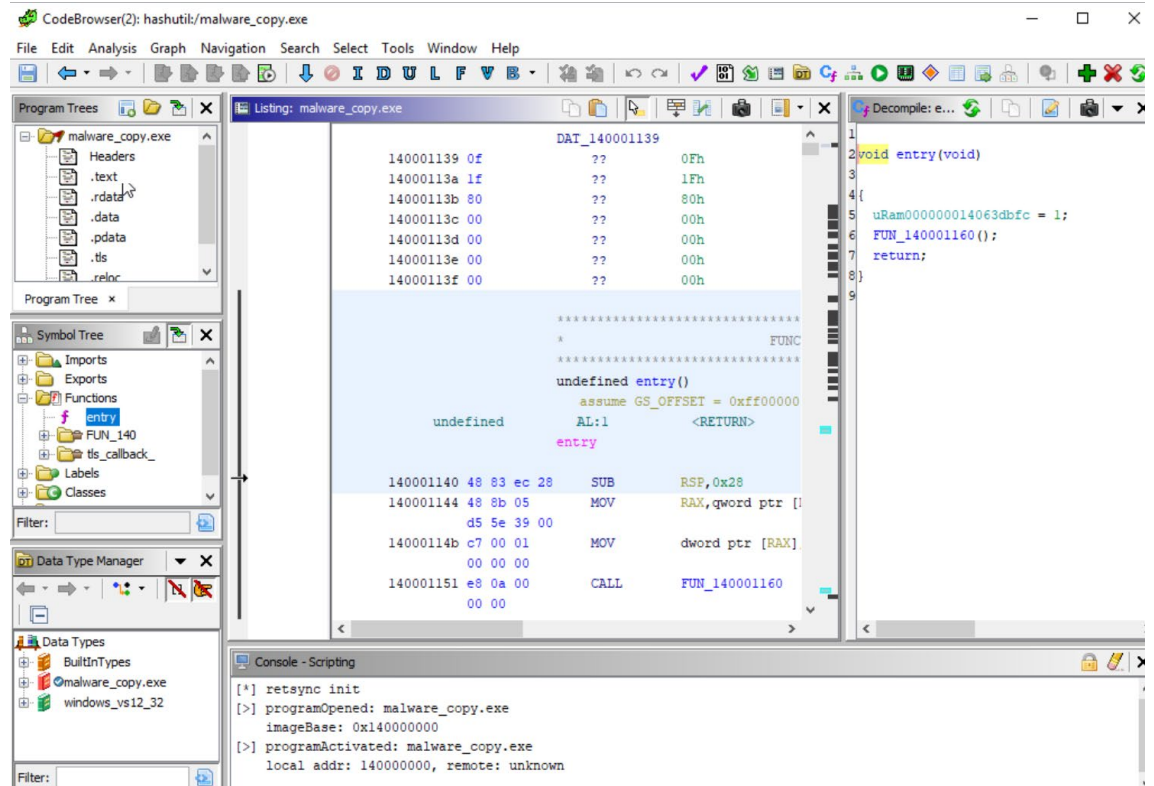 CodeBrowser(2): hashutil:/malware_copy.exe
File Edit Analysis Graph Navigation Search Select Tools Window Help
I D U L F V B
Program Trees
malware_copy.exe
Headers
.text
.rdata
.data
.pdata
.tls
.reloc
Program Tree ×
Symbol Tree
Imports
Exports
Functions
f entry
FUN_140
tls_callback_
Labels
Classes
Filter:
Data Type Manager
Data Types
BuiltInTypes
malware_copy.exe
windows_vs12_32
Filter:
Listing: malware_copy.exe
DAT_140001139
140001139 0f ?? 0Fh
14000113a 1f ?? 1Fh
14000113b 80 ?? 80h
14000113c 00 ?? 00h
14000113d 00 ?? 00h
14000113e 00 ?? 00h
14000113f 00 ?? 00h
*******************************
* FUNC
*******************************
undefined entry()
assume GS_OFFSET = 0xff00000
undefined AL:1 <RETURN>
entry
140001140 48 83 ec 28 SUB RSP,0x28
140001144 48 8b 05 MOV RAX,qword ptr [
d5 5e 39 00
14000114b c7 00 01 MOV dword ptr [RAX]
00 00 00
140001151 e8 0a 00 CALL FUN_140001160
00 00
Decompile: e...
1
2 void entry(void)
3
4 {
5 uRam000000014063dbfc = 1;
6 FUN_140001160();
7 return;
8 }
9
Console - Scripting
[*] retsync init
[>] programOpened: malware_copy.exe
imageBase: 0x140000000
[>] programActivated: malware_copy.exe
local addr: 140000000, remote: unknown